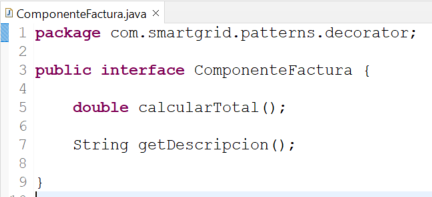 ComponenteFactura.java
1 package com.smartgrid.patterns.decorator;
2
3 public interface ComponenteFactura {
4
5 double calcularTotal();
6
7 String getDescripcion();
8
9 }